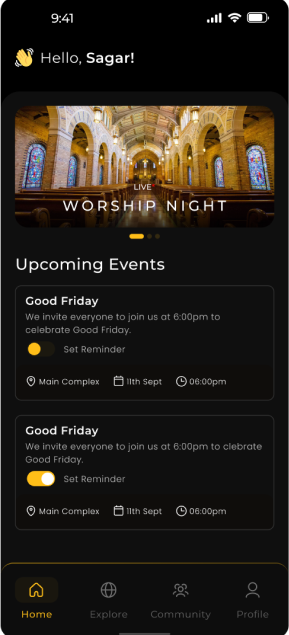 9:41
Hello, Sagar!
LIVE
WORSHIP NIGHT
Upcoming Events
Good Friday
We invite everyone to join us at 6:00pm to
celebrate Good Friday.
Set Reminder
Main Complex 11th Sept 06:00pm
Good Friday
We invite everyone to join us at 6:00pm to clebrate
Good Friday.
Set Reminder
Main Complex 11th Sept 06:00pm
Home Explore Community Profile